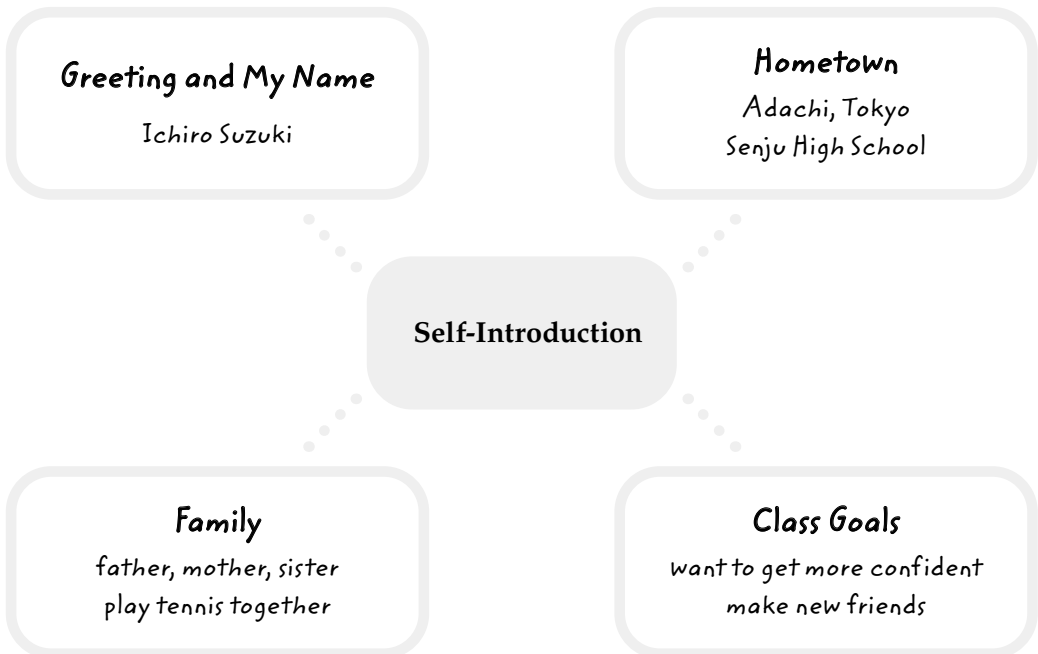 Greeting and My Name
Ichiro Suzuki
Hometown
Adachi, Tokyo
Senju High School
Self-Introduction
Family
father, mother, sister
play tennis together
Class Goals
want to get more confident
make new friends